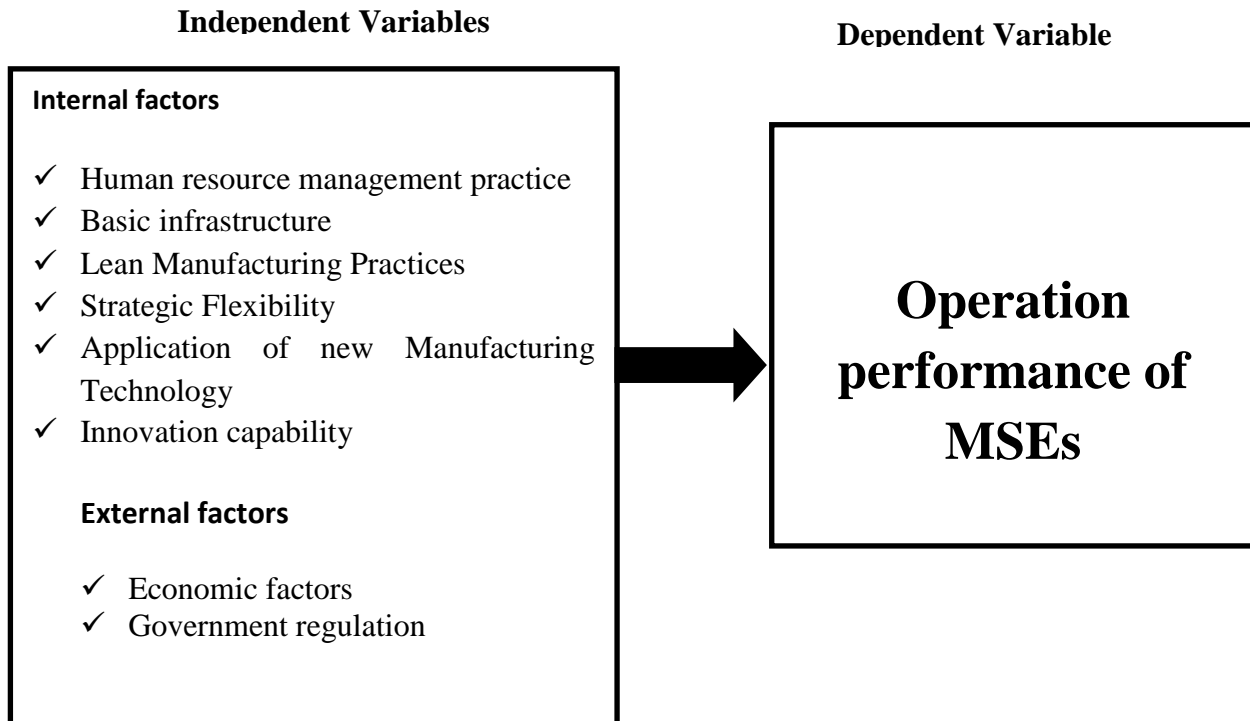 Independent Variables
Dependent Variable
Internal factors
✓ Human resource management practice
✓ Basic infrastructure
✓ Lean Manufacturing Practices
✓ Strategic Flexibility
✓ Application of new Manufacturing
Technology
✓ Innovation capability
External factors
✓ Economic factors
✓ Government regulation
Operation
performance of
MSEs